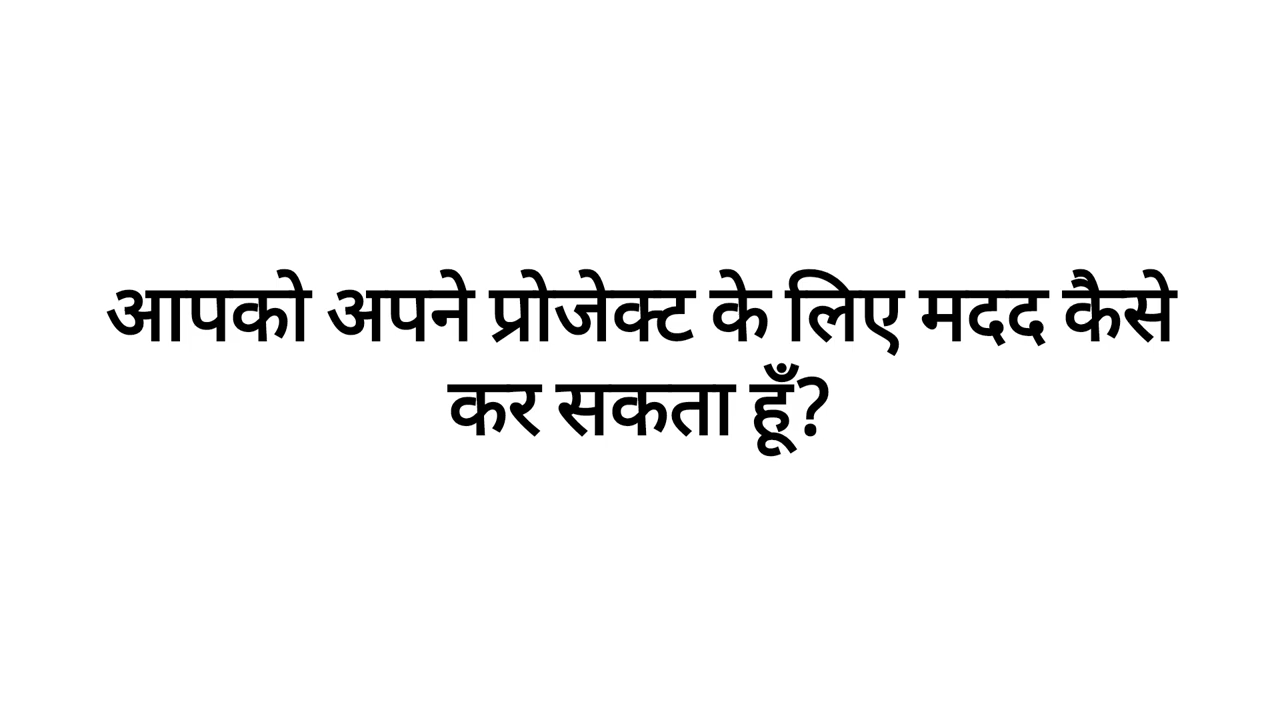 आपको अपने प्रोजेक्ट के लिए मदद कैसे
कर सकता हूँ?